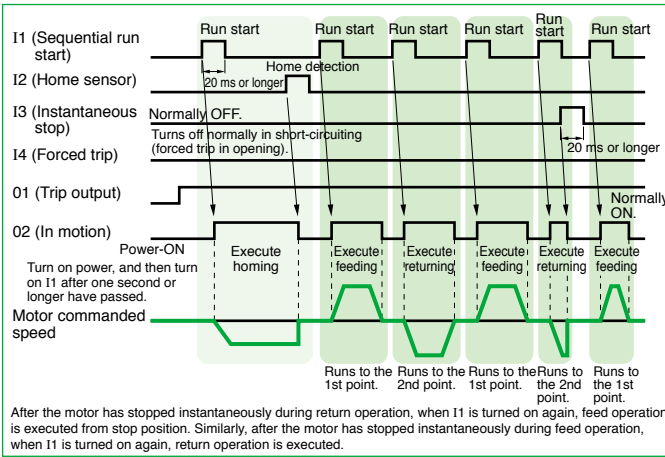 Run start
Run start
Run start
Run start
Run
start
Run start
I1 (Sequential run
start)
Home detection
I2 (Home sensor)
20 ms or longer
I3 (Instantaneous
stop)
Normally OFF.
Turns off normally in short-circuiting
(forced trip in opening).
20 ms or longer
I4 (Forced trip)
01 (Trip output)
Normally
ON.
02 (In motion)
Power-ON
Execute
homing
Execute
feeding
Execute
returning
Execute
feeding
Execute
returning
Execute
feeding
Turn on power, and then turn
on I1 after one second or
longer have passed.
Motor commanded
speed
Runs to the
1st point.
Runs to the
2nd point.
Runs to the
1st point.
Runs to
the 2nd
point.
Runs to
the 1st
point.
After the motor has stopped instantaneously during return operation, when I1 is turned on again, feed operation
is executed from stop position. Similarly, after the motor has stopped instantaneously during feed operation,
when I1 is turned on again, return operation is executed.